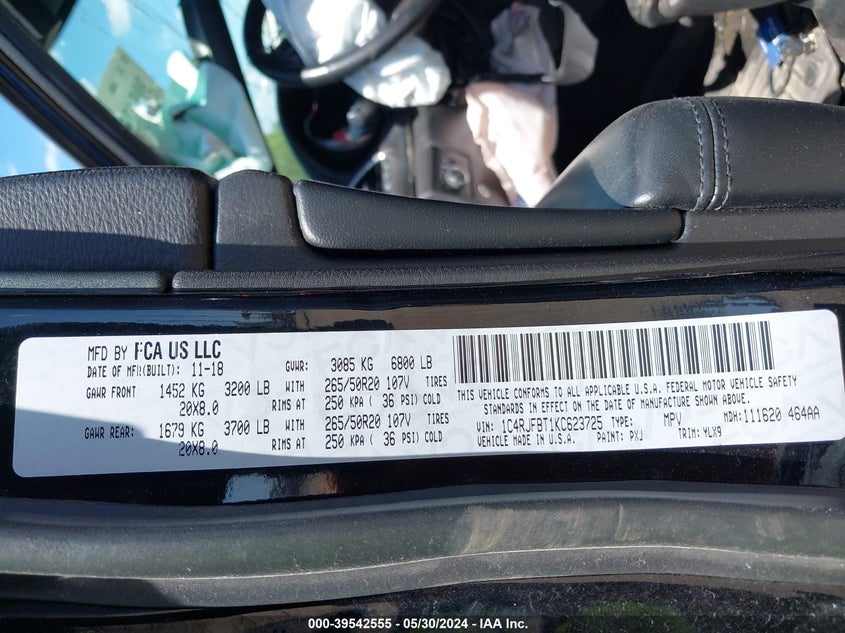 MFD BY FCA US LLC
DATE OF MFR(BUILT): 11-18 GVWR: 3085 KG 6800 LB
GAWR FRONT 1452 KG 3200 LB WITH 265/50R20 107V TIRES
20X8.0 RIMS AT 250 KPA ( 36 PSI) COLD
GAWR REAR: 1679 KG 3700 LB WITH 265/50R20 107V TIRES
20X8.0 RIMS AT 250 KPA ( 36 PSI) COLD
THIS VEHICLE CONFORMS TO ALL APPLICABLE U.S.A. FEDERAL MOTOR VEHICLE SAFETY
STANDARDS IN EFFECT ON THE DATE OF MANUFACTURE SHOWN ABOVE.
VIN: 1C4RJFBT1KC623725 TYPE: MPV MDH: 111620 464AA
VEHICLE MADE IN U.S.A. PAINT: PXJ TRIM: YLX9
000-39542555 - 05/30/2024 - IAA Inc.